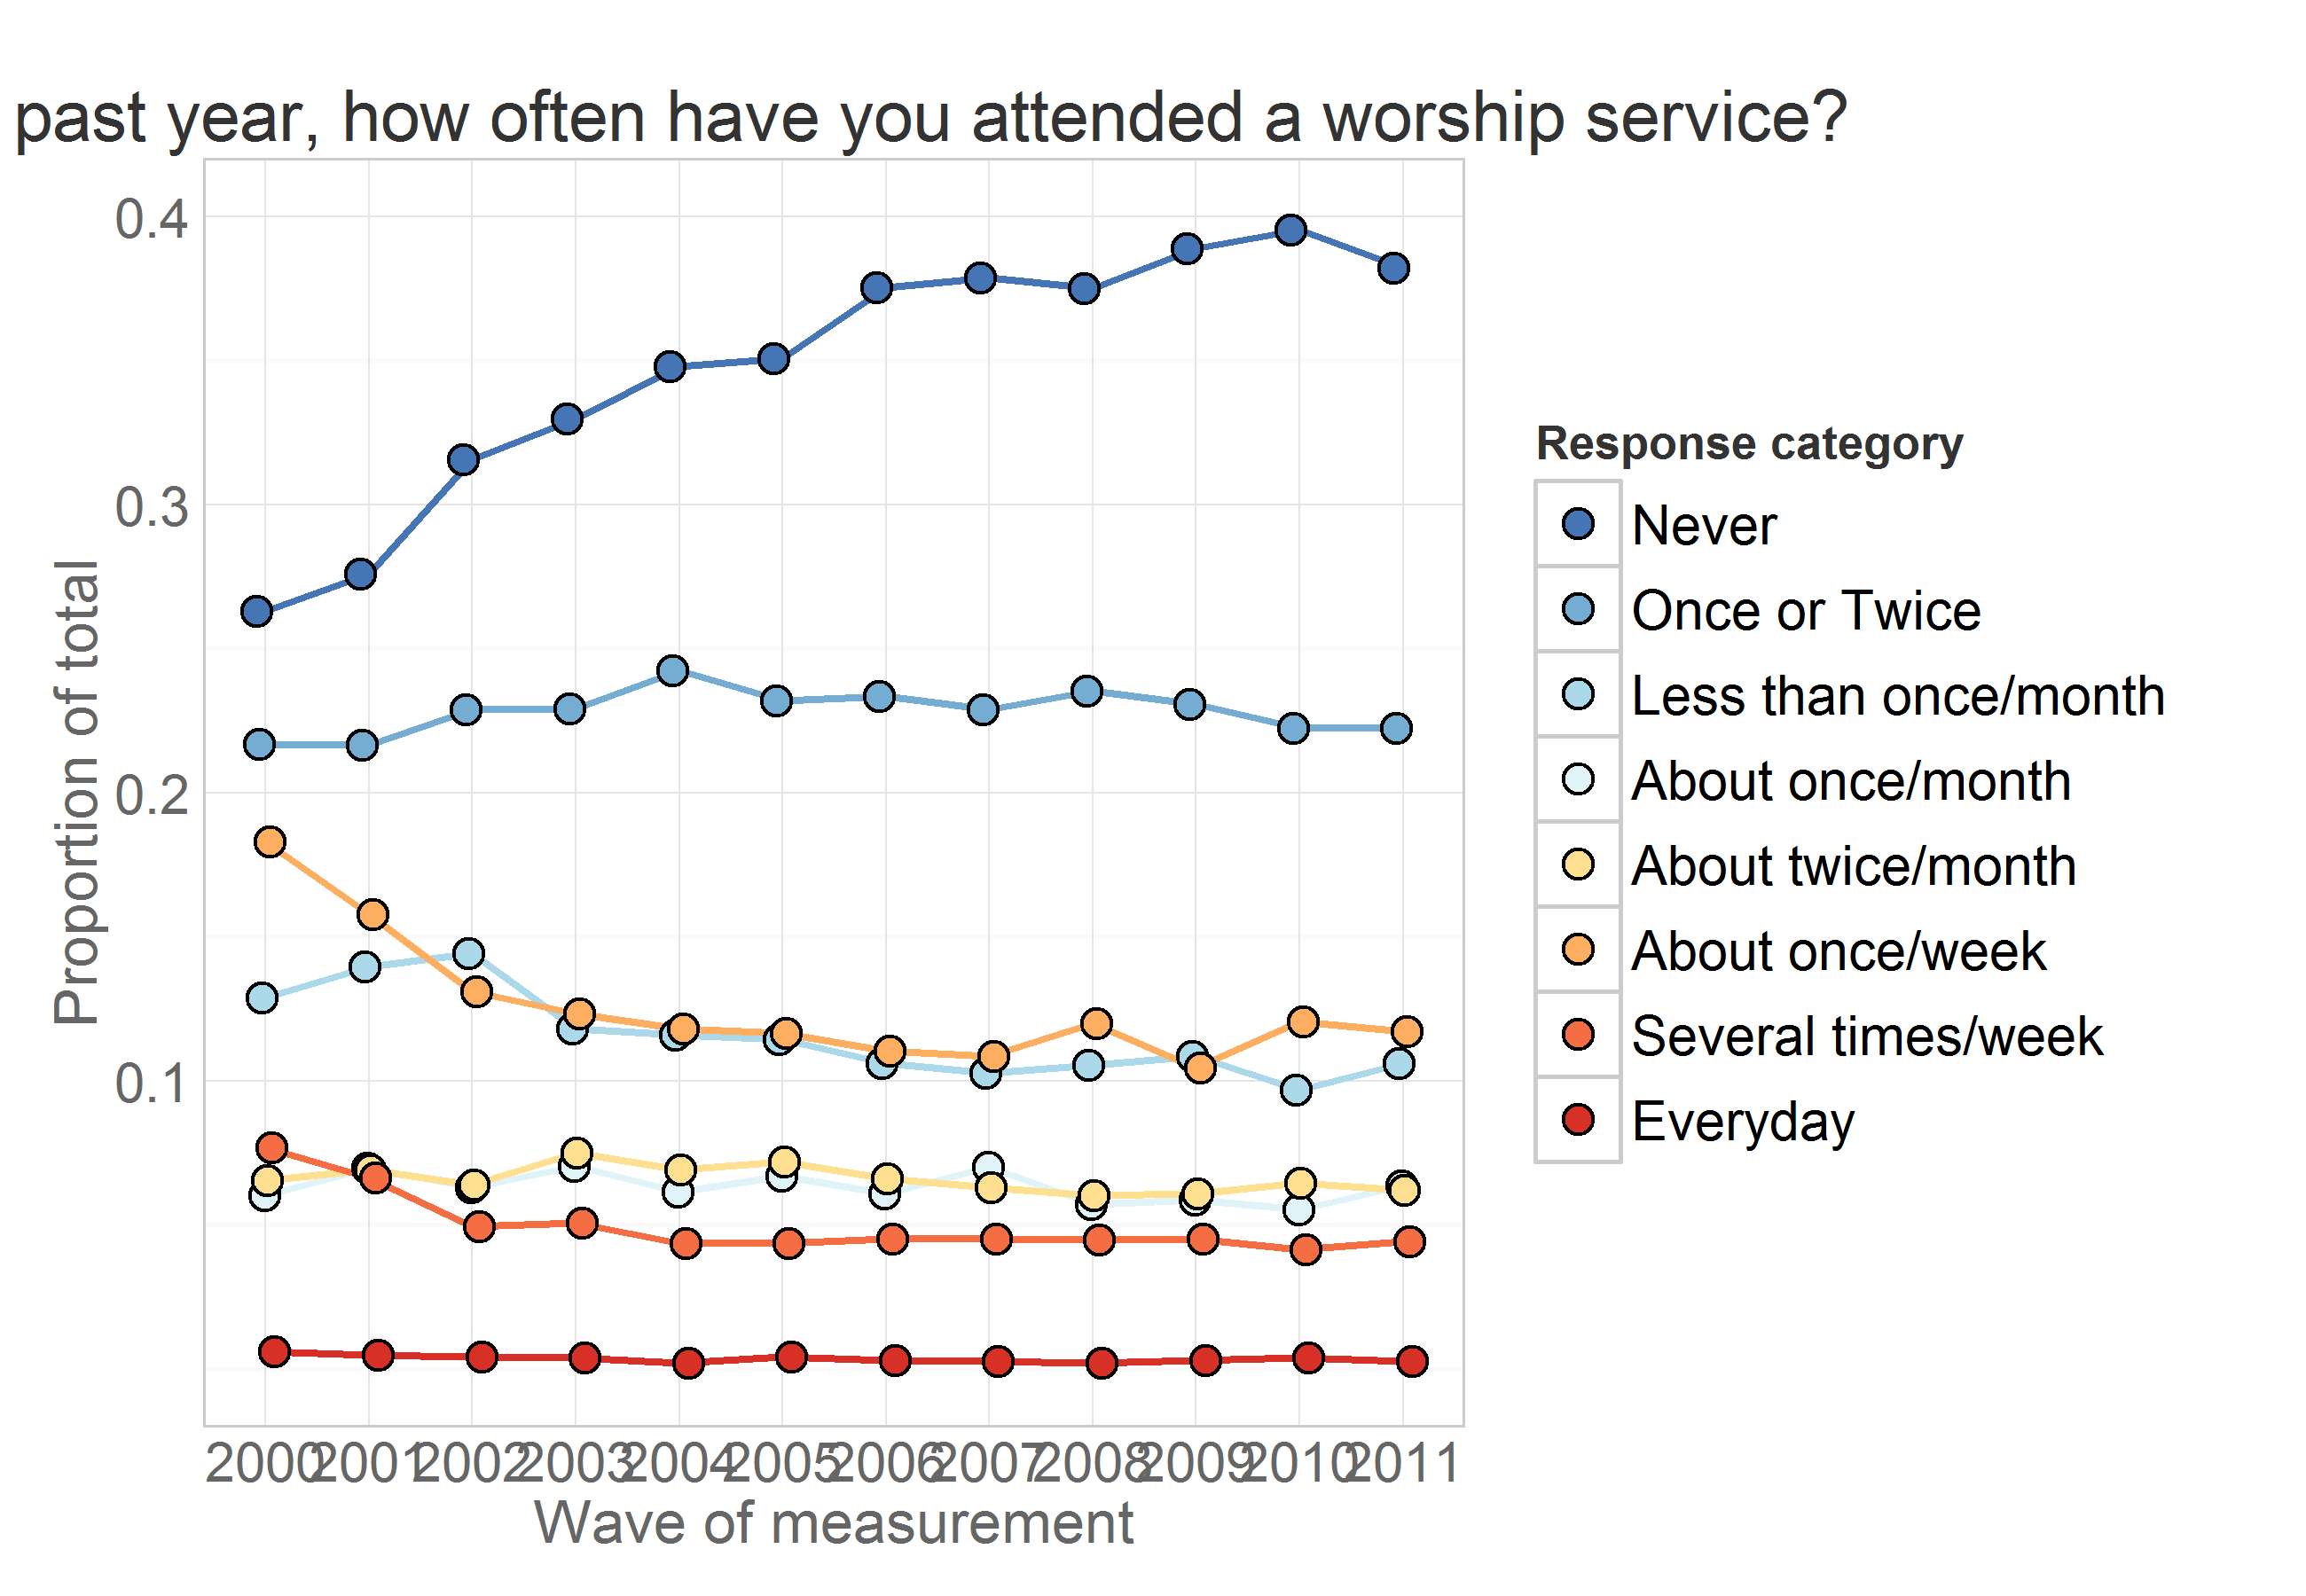 past year, how often have you attended a worship service?
0.4
0.3
0.2
0.1
Proportion of total
2000 2001 2002 2003 2004 2005 2006 2007 2008 2009 2010 2011
Wave of measurement
Response category
Never
Once or Twice
Less than once/month
About once/month
About twice/month
About once/week
Several times/week
Everyday